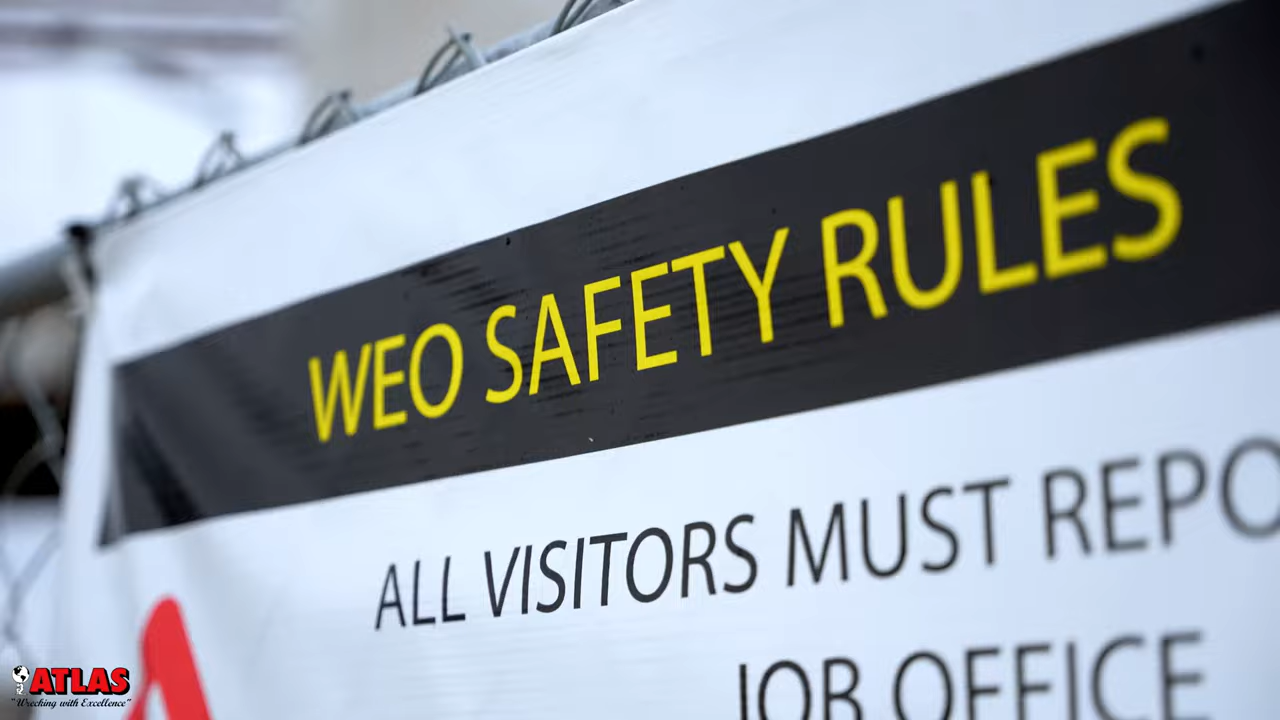 WEO SAFETY RULES
ALL VISITORS MUST REPO
JOB OFFICE
ATLAS
"Wrecking with Excellence"